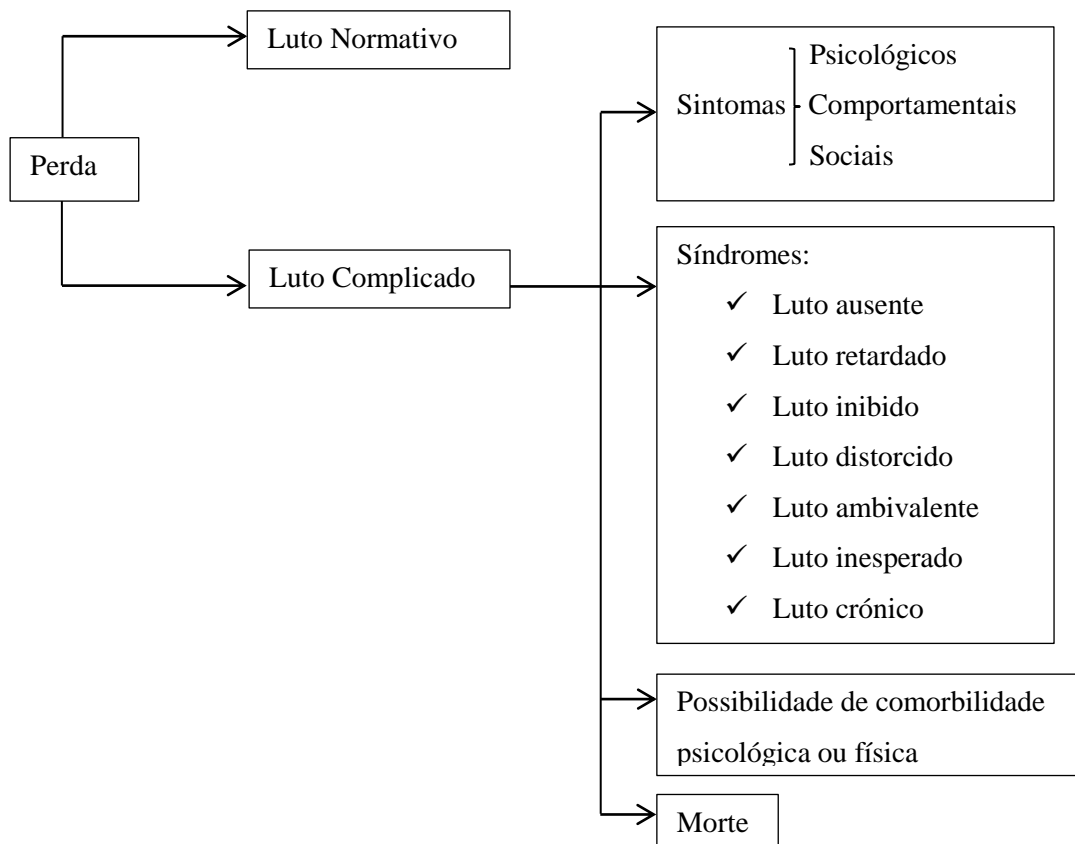 Luto Normativo
Perda
Luto Complicado
Psicológicos
Sintomas
Comportamentais
Sociais
Síndromes:
Luto ausente
Luto retardado
Luto inibido
Luto distorcido
Luto ambivalente
Luto inesperado
Luto crónico
Possibilidade de comorbilidade
psicológica ou física
Morte